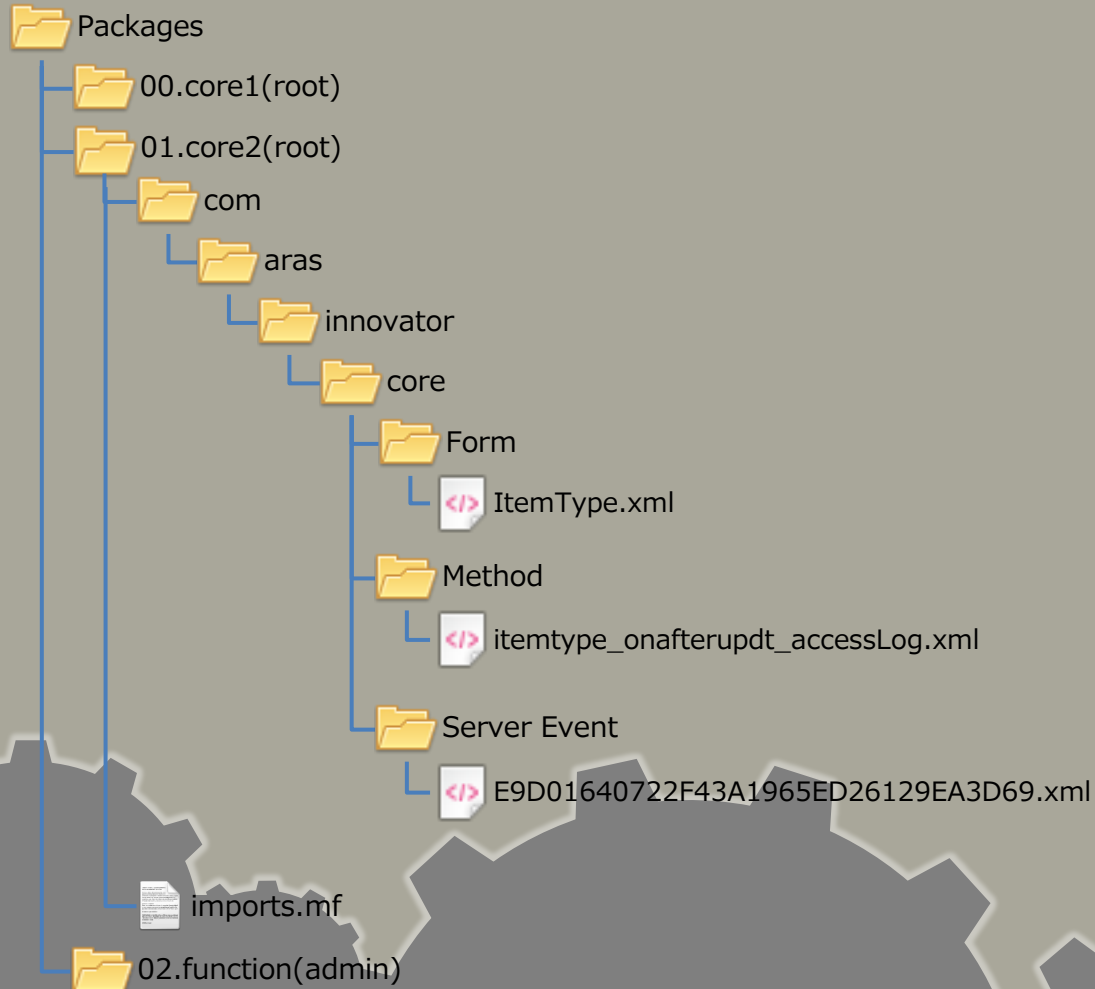 Packages
00.core1(root)
01.core2(root)
com
aras
innovator
core
Form
</> ItemType.xml
Method
</> itemtype_onafterupdt_accessLog.xml
Server Event
</> E9D01640722F43A1965ED26129EA3D69.xml
imports.mf
02.function(admin)